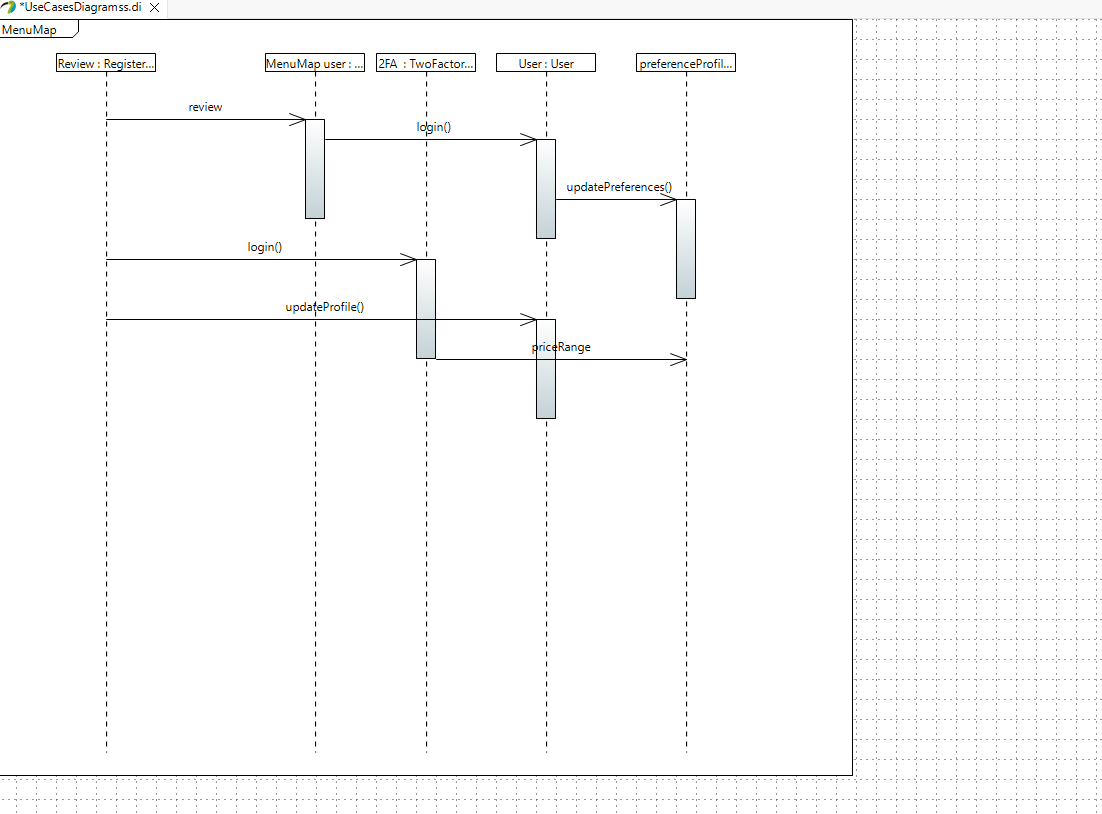 *UseCasesDiagramss.di
MenuMap
Review : Register...
MenuMap user : ...
2FA : TwoFactor...
User : User
preferenceProfil...
review
login()
updatePreferences()
login()
updateProfile()
priceRange